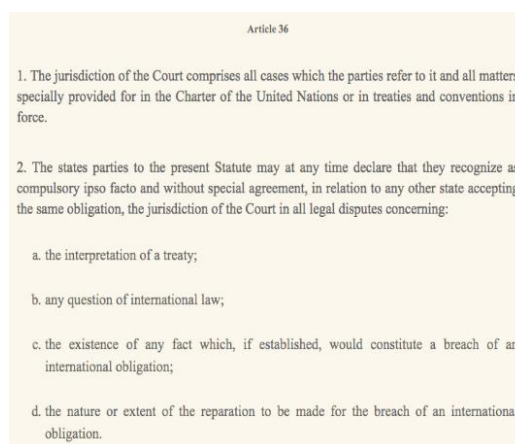 Article 36
1. The jurisdiction of the Court comprises all cases which the parties refer to it and all matters
specially provided for in the Charter of the United Nations or in treaties and conventions in
force.
2. The states parties to the present Statute may at any time declare that they recognize as
compulsory ipso facto and without special agreement, in relation to any other state accepting
the same obligation, the jurisdiction of the Court in all legal disputes concerning:
a. the interpretation of a treaty;
b. any question of international law;
c. the existence of any fact which, if established, would constitute a breach of an
international obligation;
d. the nature or extent of the reparation to be made for the breach of an international
obligation.